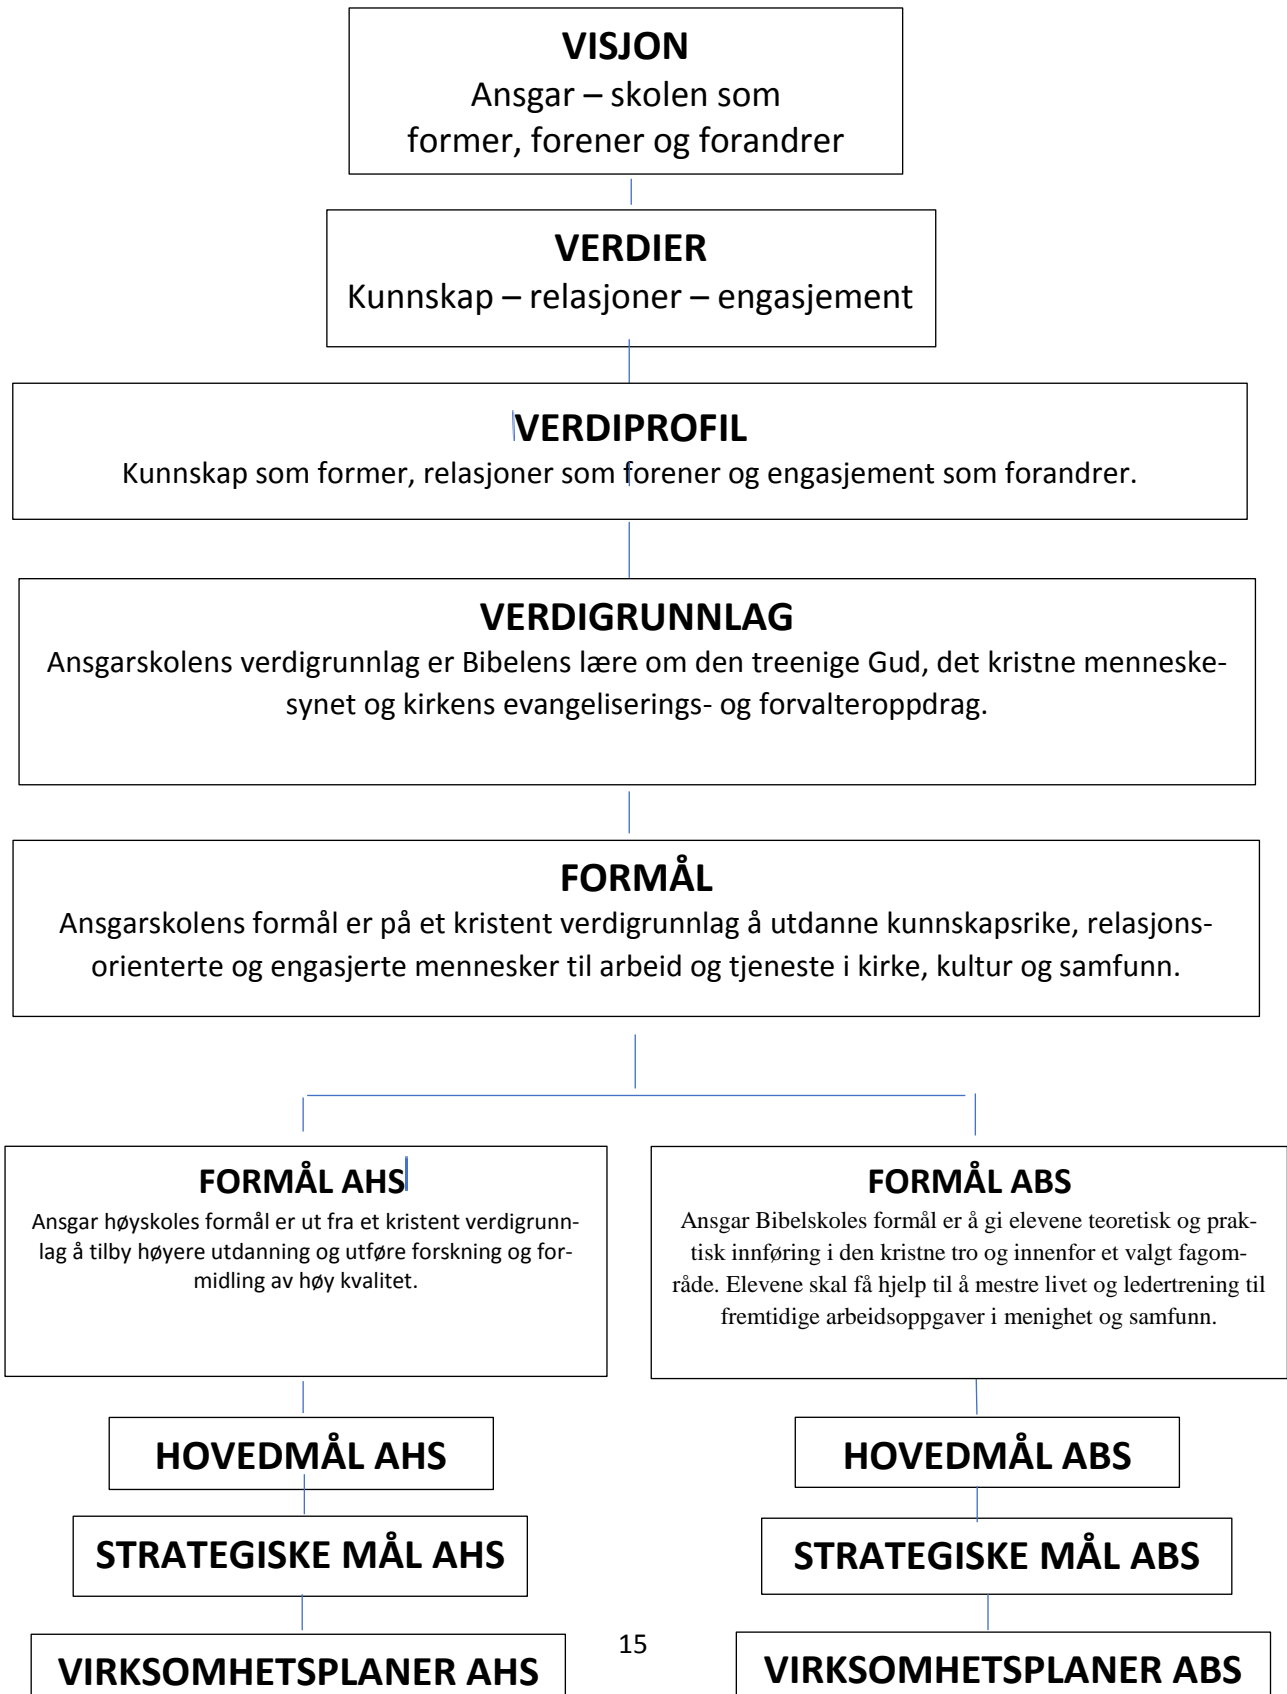 VISJON
Ansgar – skolen som
former, forener og forandrer
VERDIER
Kunnskap – relasjoner – engasjement
VERDIPROFIL
Kunnskap som former, relasjoner som forener og engasjement som forandrer.
VERDIGRUNNLAG
Ansgarskolens verdigrunnlag er Bibelens lære om den treenige Gud, det kristne menneske-
synet og kirkens evangeliserings- og forvalteroppdrag.
FORMÅL
Ansgarskolens formål er på et kristent verdigrunnlag å utdanne kunnskapsrike, relasjons-
orienterte og engasjerte mennesker til arbeid og tjeneste i kirke, kultur og samfunn.
FORMÅL AHS
Ansgar høyskoles formål er ut fra et kristent verdigrunn-
lag å tilby høyere utdanning og utføre forskning og for-
midling av høy kvalitet.
FORMÅL ABS
Ansgar Bibelskoles formål er å gi elevene teoretisk og prak-
tisk innføring i den kristne tro og innenfor et valgt fagom-
råde. Elevene skal få hjelp til å mestre livet og ledertrening til
fremtidige arbeidsoppgaver i menighet og samfunn.
HOVEDMÅL AHS
HOVEDMÅL ABS
STRATEGISKE MÅL AHS
STRATEGISKE MÅL ABS
VIRKSOMHETSPLANER AHS
VIRKSOMHETSPLANER ABS
15